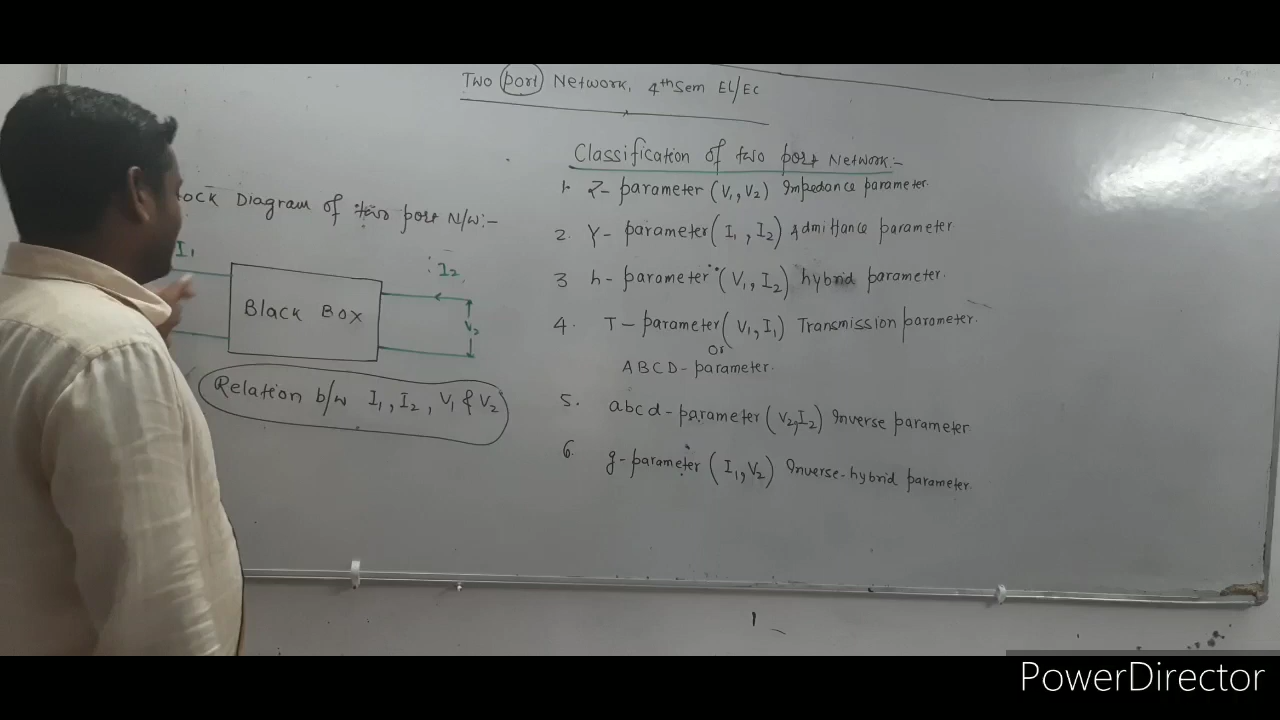 Two port Network, 4th Sem EL/EC
ock Diagram of two port N/W:-
I1
I2
Black Box
V2
Relation b/w I1, I2, V1 & V2
Classification of two port Network:-
1. Z- parameter (V1, V2) Impedance parameter.
2. Y- parameter (I1, I2) Admittance parameter
3 h- parameter (V1, I2) hybrid parameter.
4. T- parameter (V1, I1) Transmission parameter.
Or
ABCD- parameter.
5. abcd- parameter (V2, I2) Inverse parameter
6. g- parameter (I1, V2) Inverse-hybrid parameter.
PowerDirector